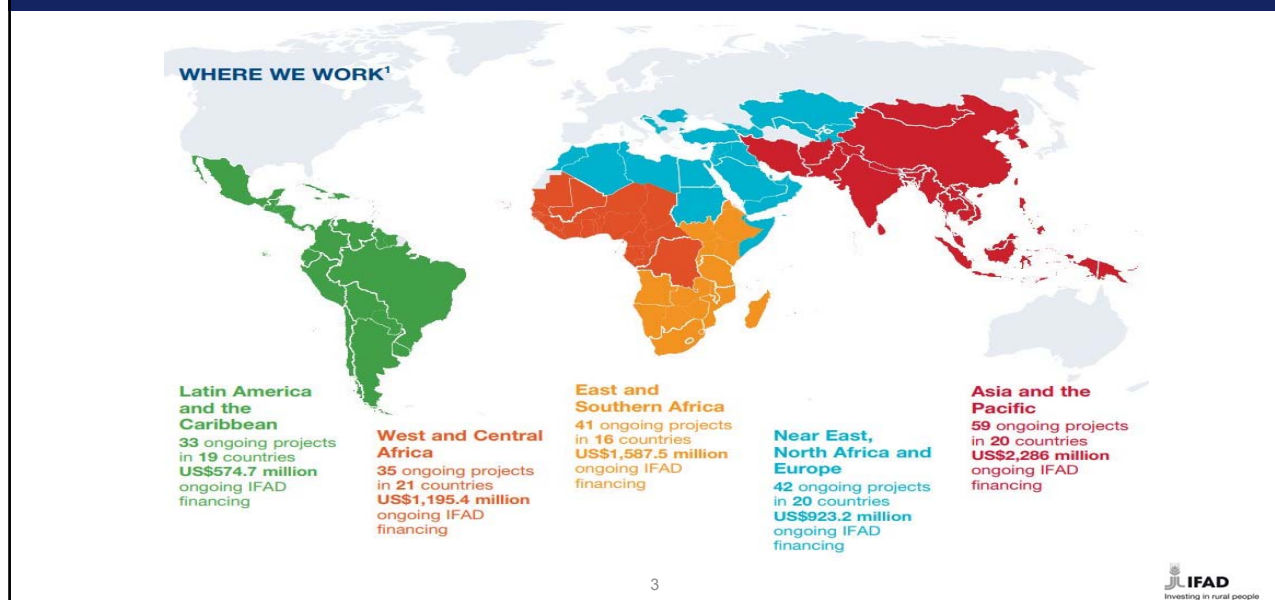 WHERE WE WORK¹
Latin America
and the
Caribbean
33 ongoing projects
in 19 countries
US$574.7 million
ongoing IFAD
financing
West and Central
Africa
35 ongoing projects
in 21 countries
US$1,195.4 million
ongoing IFAD
financing
East and
Southern Africa
41 ongoing projects
in 16 countries
US$1,587.5 million
ongoing IFAD
financing
Near East,
North Africa and
Europe
42 ongoing projects
in 20 countries
US$923.2 million
ongoing IFAD
financing
Asia and the
Pacific
59 ongoing projects
in 20 countries
US$2,286 million
ongoing IFAD
financing
3
IFAD
Investing in rural people